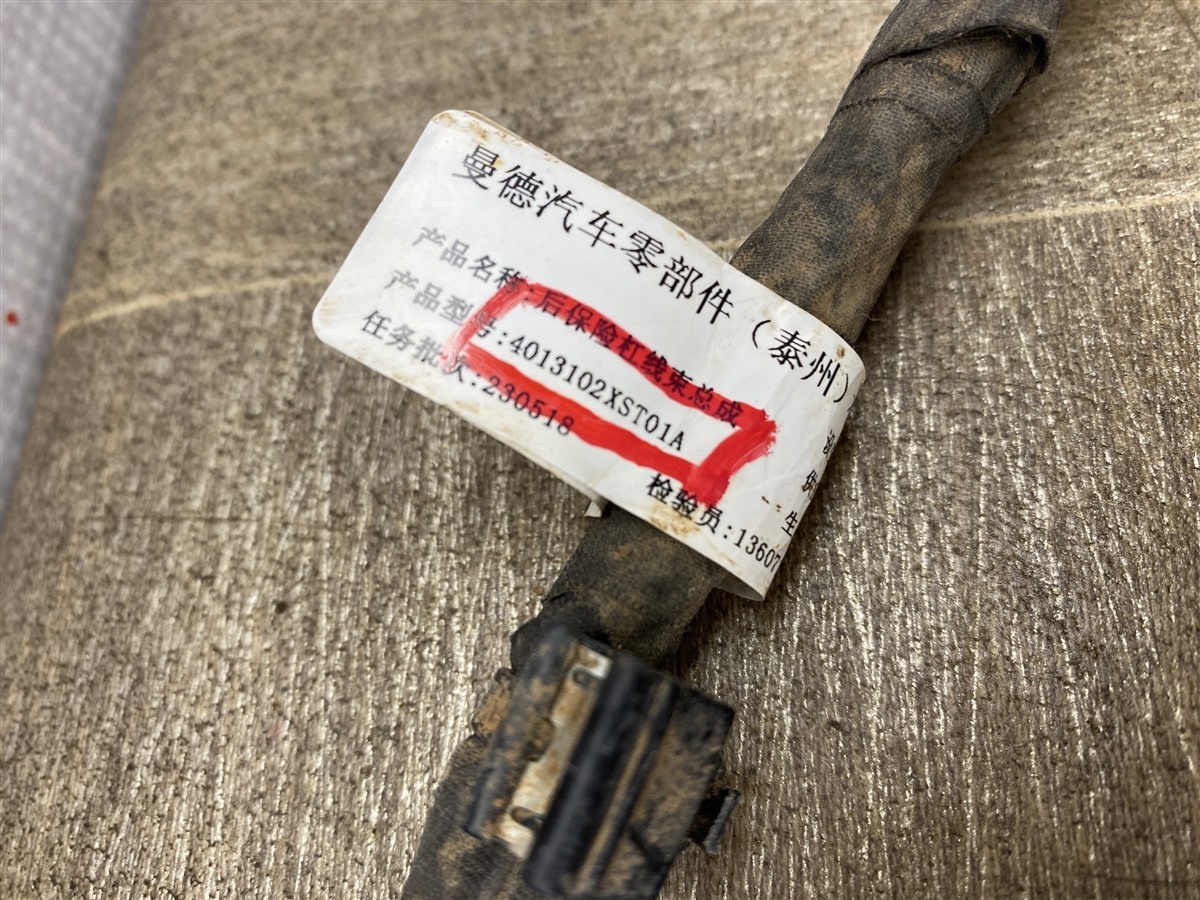 曼德汽车零部件（泰州）
产品名称:后保险杠线束总成
产品型号:4013102XST01A
任务批次:230518
检验员:13607
生